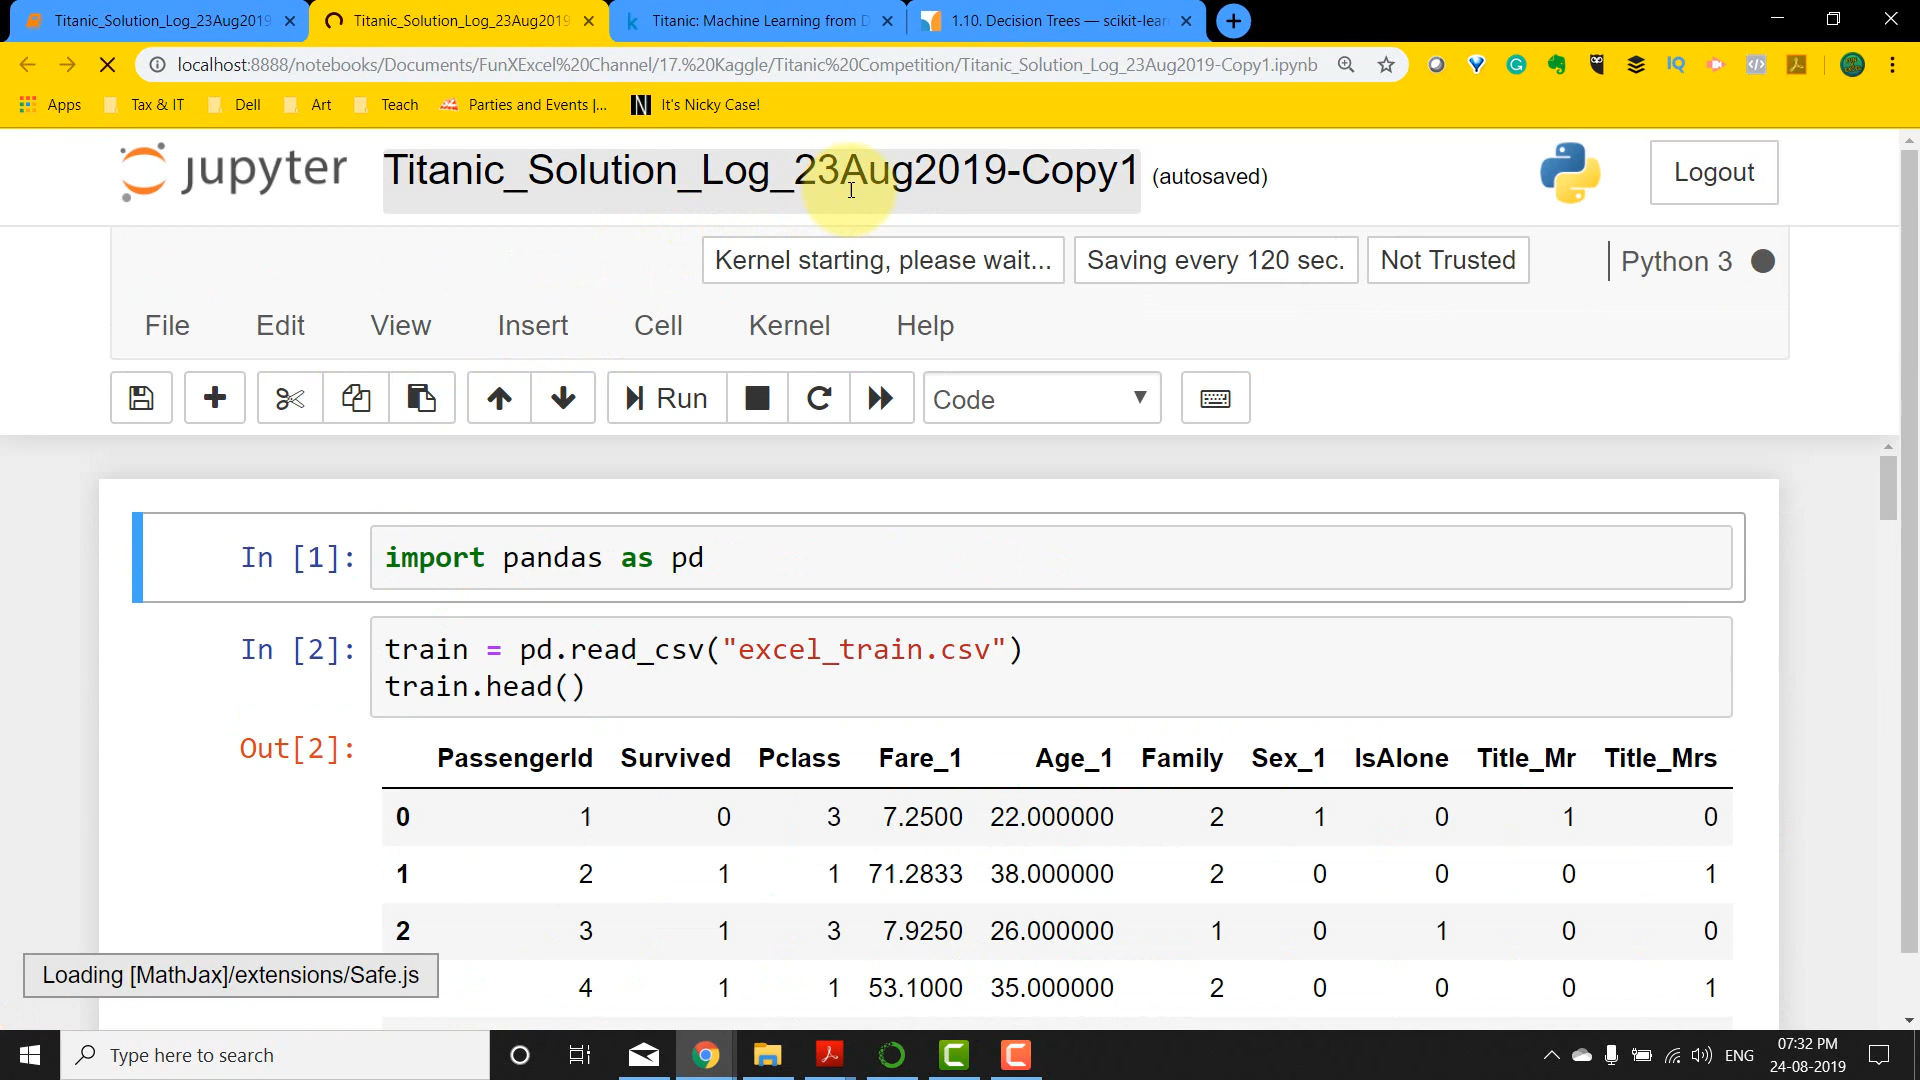 Titanic_Solution_Log_23Aug2019
Titanic_Solution_Log_23Aug2019
Titanic: Machine Learning from D
1.10. Decision Trees — scikit-lear
localhost:8888/notebooks/Documents/FunXExcel%20Channel/17.%20Kaggle/Titanic%20Competition/Titanic_Solution_Log_23Aug2019-Copy1.ipynb
Apps Tax & IT Dell Art Teach Parties and Events |... It's Nicky Case!
jupyter Titanic_Solution_Log_23Aug2019-Copy1 (autosaved) Logout
Kernel starting, please wait... Saving every 120 sec. Not Trusted Python 3
File Edit View Insert Cell Kernel Help
Run Code
In [1]: import pandas as pd
In [2]: train = pd.read_csv("excel_train.csv")
train.head()
Out[2]:
PassengerId Survived Pclass Fare_1 Age_1 Family Sex_1 IsAlone Title_Mr Title_Mrs
0 1 0 3 7.2500 22.000000 2 1 0 1 0
1 2 1 1 71.2833 38.000000 2 0 0 0 1
2 3 1 3 7.9250 26.000000 1 0 1 0 0
4 1 1 53.1000 35.000000 2 0 0 0 1
Loading [MathJax]/extensions/Safe.js
Type here to search
ENG
07:32 PM
24-08-2019